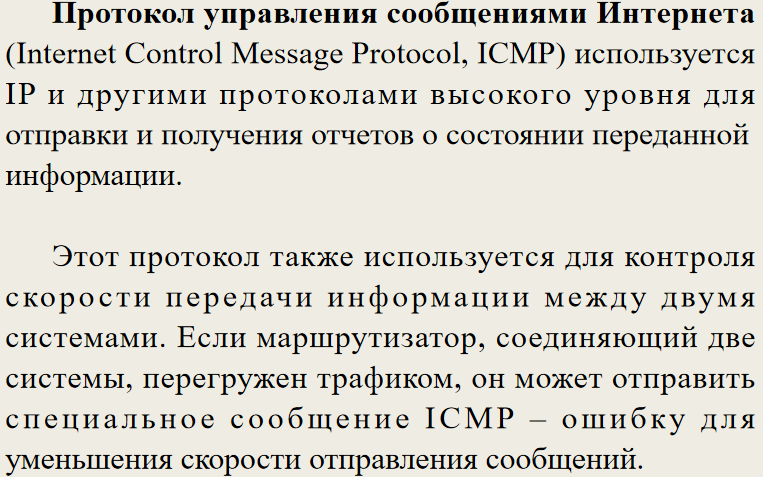 Протокол управления сообщениями Интернета
(Internet Control Message Protocol, ICMP) используется
IP и другими протоколами высокого уровня для
отправки и получения отчетов о состоянии переданной
информации.
Этот протокол также используется для контроля
скорости передачи информации между двумя
системами. Если маршрутизатор, соединяющий две
системы, перегружен трафиком, он может отправить
специальное сообщение ICMP – ошибку для
уменьшения скорости отправления сообщений.